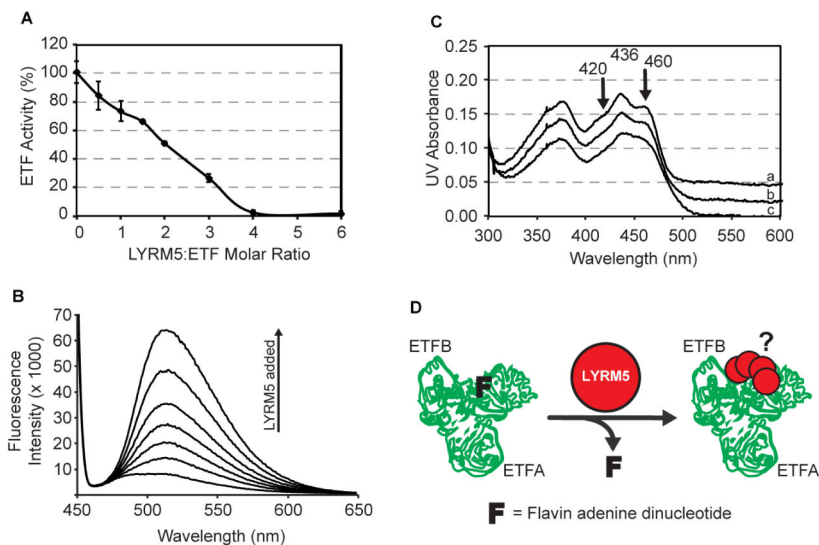 A
ETF Activity (%)
120
100
80
60
40
20
0
0 1 2 3 4 5 6
LYRM5:ETF Molar Ratio
B
Fluorescence
Intensity (x 1000)
70
60
50
40
30
20
10
LYRM5 added
450 500 550 600 650
Wavelength (nm)
C
UV Absorbance
0.25
0.20
0.15
0.10
0.05
0.00
420 436 460
a
b
c
300 350 400 450 500 550 600
Wavelength (nm)
D
ETFB
F
ETFA
LYRM5
F
ETFB
?
ETFA
F = Flavin adenine dinucleotide